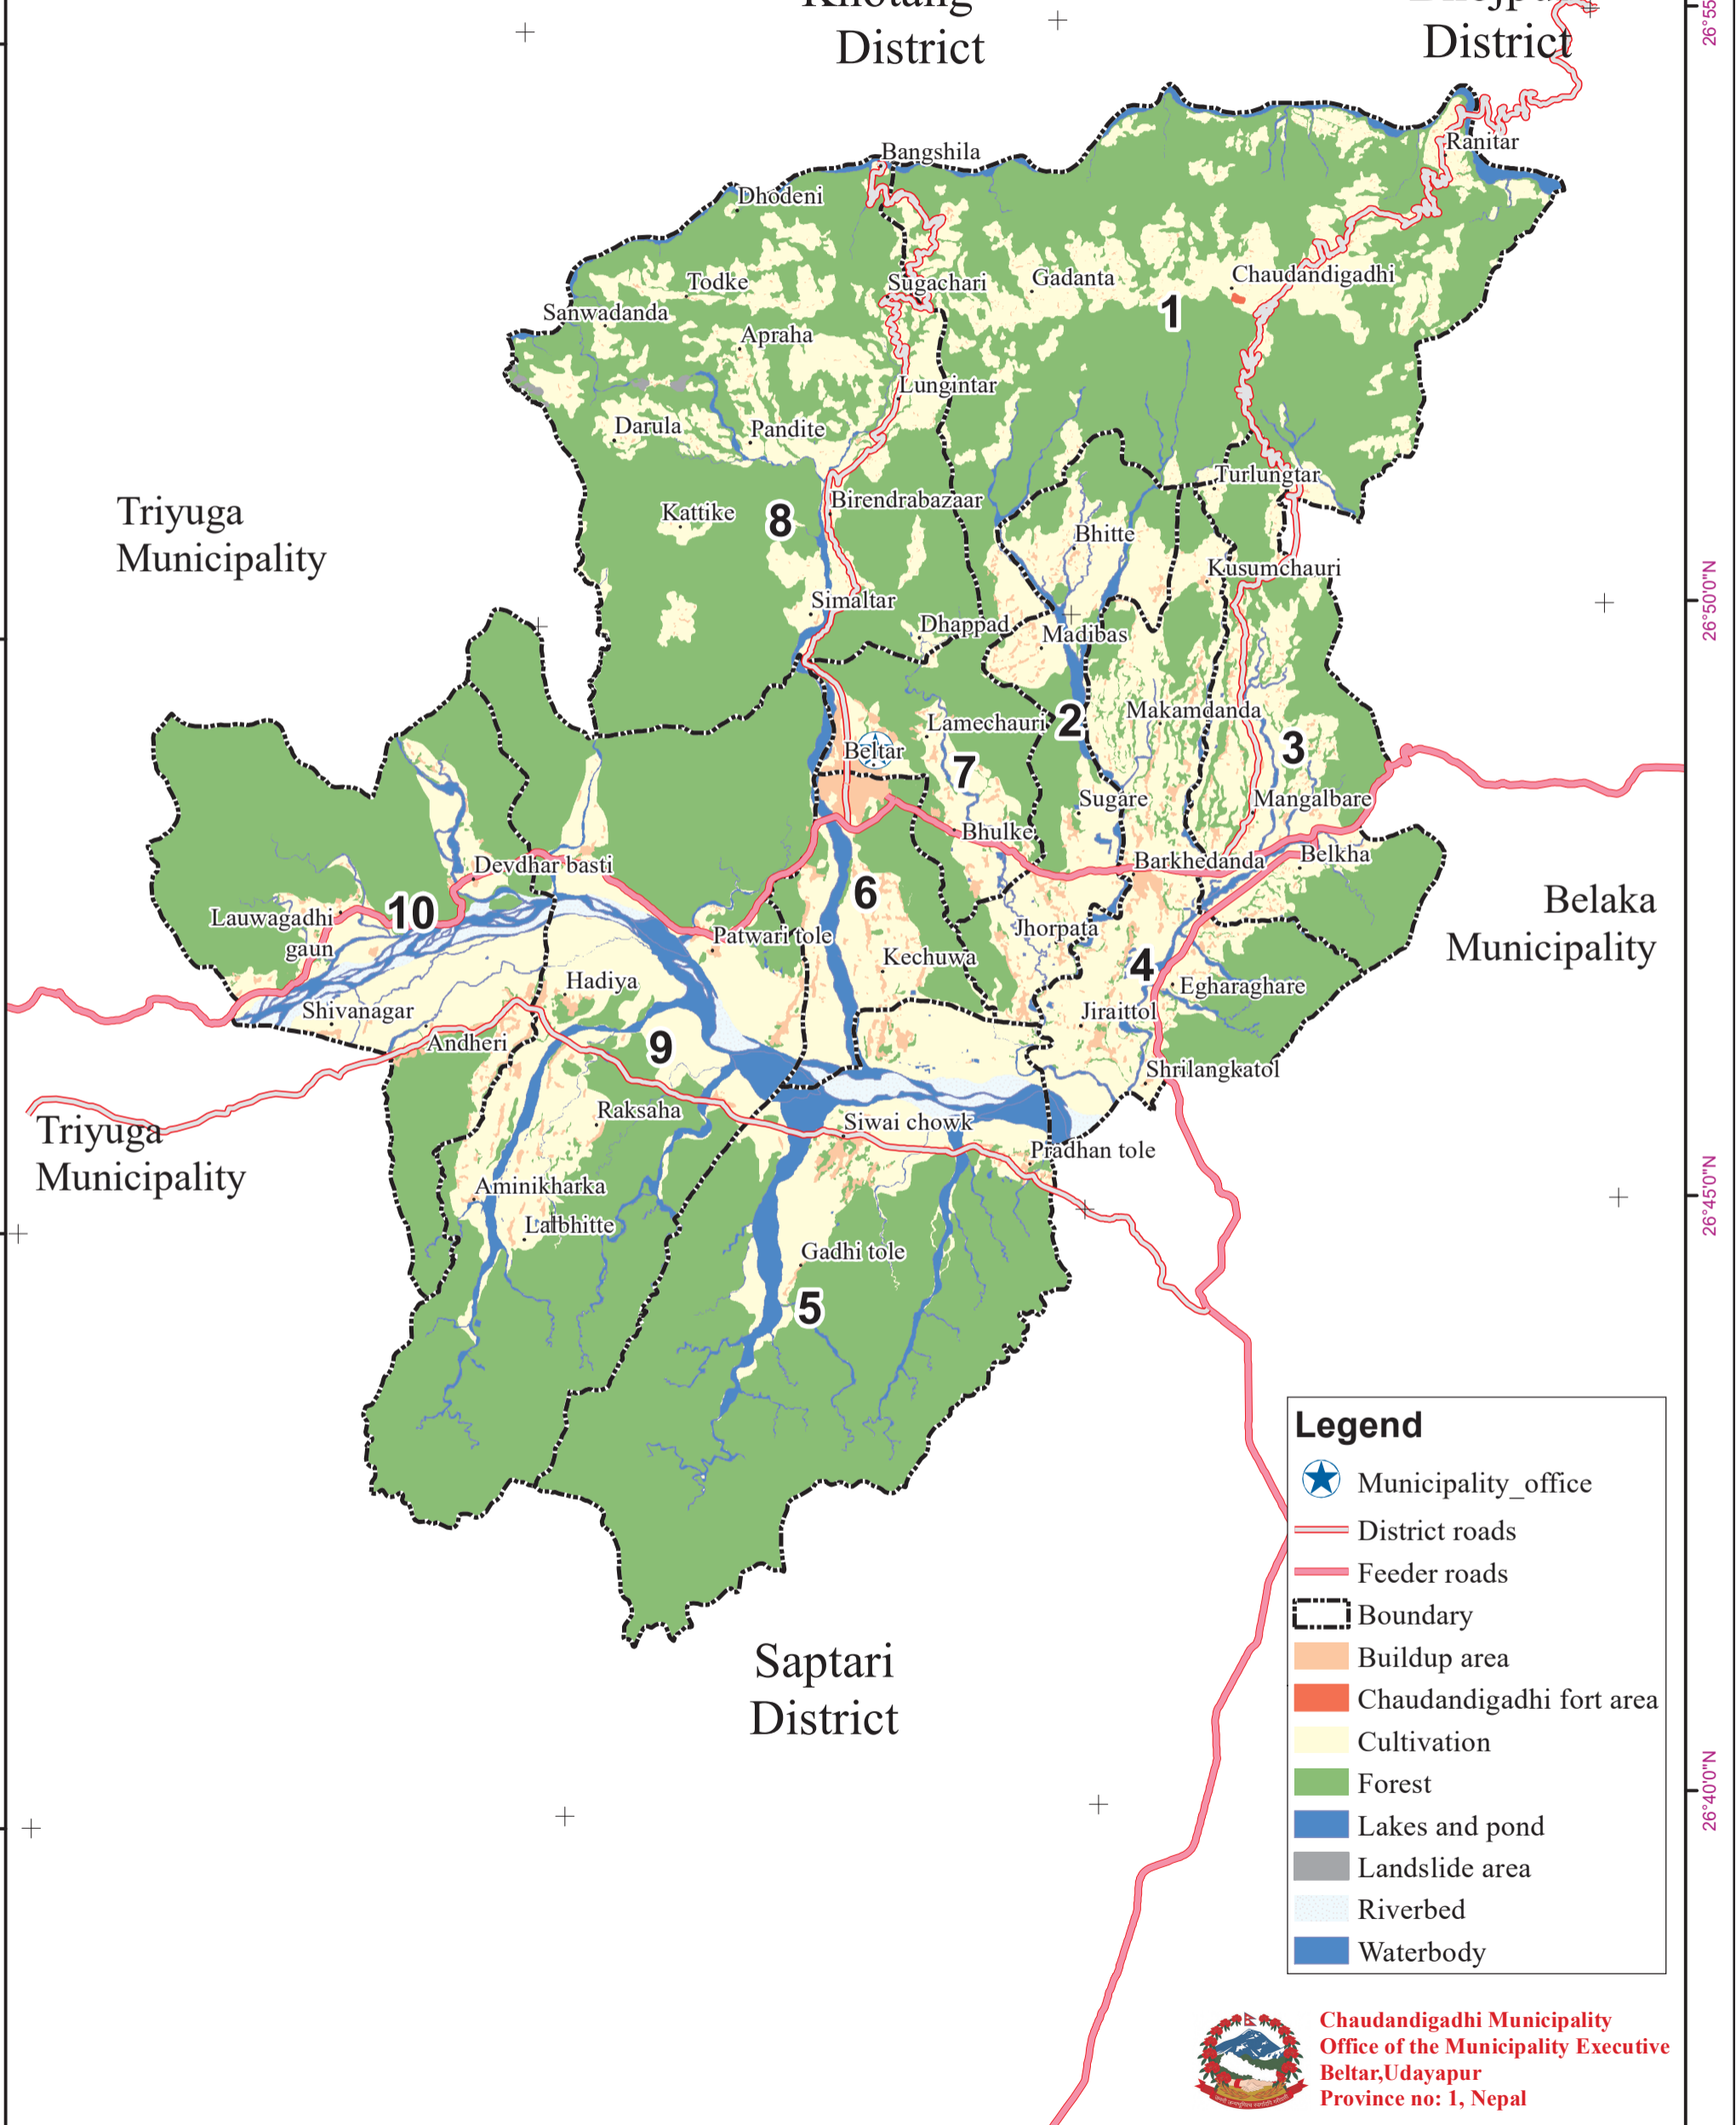 Khotang
District
District
26°55
Bangshila
Ranitar
Dhodeni
Todke
Sugachari
Gadanta
Chaudandigadhi
Sanwadanda
1
Apraha
Lungintar
Darula
Pandite
Turlungtar
Triyuga
Municipality
Kattike
8
Birendrabazaar
Bhitte
Kusumchauri
Simaltar
26°50'0"N
Dhappad
Madibas
Lamechauri
2
Makamdanda
Beltar
7
3
Sugare
Mangalbare
Bhulke
Devdhar basti
Barkhedanda
Belkha
10
6
Lauwagadhi
gaun
Patwari tole
Jhorpata
Belaka
Municipality
Kechuwa
4
Hadiya
Egharaghare
Shivanagar
Jiraittol
Andheri
9
Shrilangkatol
Raksaha
Siwai chowk
Triyuga
Municipality
Pradhan tole
Aminikharka
26°45'0"N
Lalbhitte
Gadhi tole
5
Saptari
District
26°40'0"N
Legend
Municipality_office
District roads
Feeder roads
Boundary
Buildup area
Chaudandigadhi fort area
Cultivation
Forest
Lakes and pond
Landslide area
Riverbed
Waterbody
Chaudandigadhi Municipality
Office of the Municipality Executive
Beltar,Udayapur
Province no: 1, Nepal